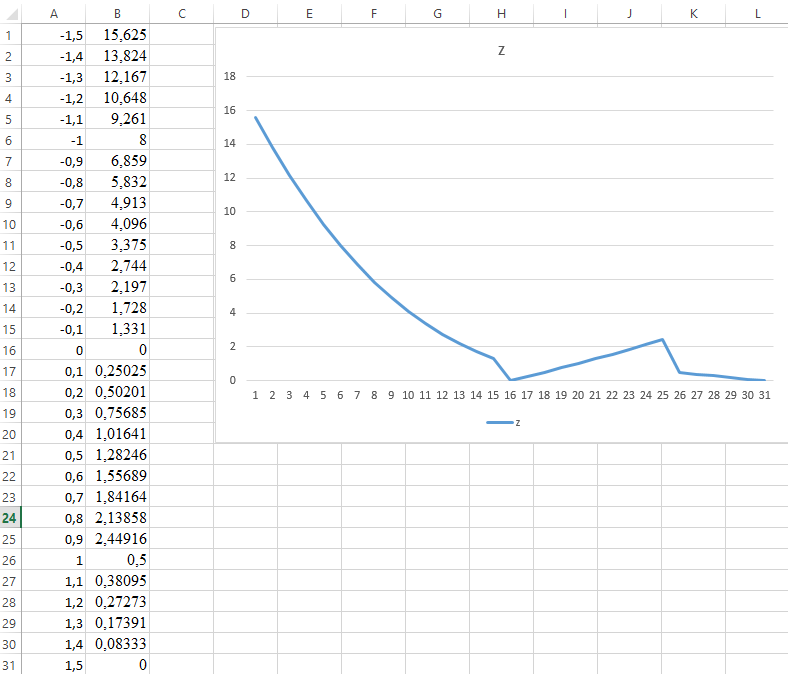 A B C D E F G H I J K L
1 -1,5 15,625
2 -1,4 13,824
3 -1,3 12,167
4 -1,2 10,648
5 -1,1 9,261
6 -1 8
7 -0,9 6,859
8 -0,8 5,832
9 -0,7 4,913
10 -0,6 4,096
11 -0,5 3,375
12 -0,4 2,744
13 -0,3 2,197
14 -0,2 1,728
15 -0,1 1,331
16 0 0
17 0,1 0,25025
18 0,2 0,50201
19 0,3 0,75685
20 0,4 1,01641
21 0,5 1,28246
22 0,6 1,55689
23 0,7 1,84164
24 0,8 2,13858
25 0,9 2,44916
26 1 0,5
27 1,1 0,38095
28 1,2 0,27273
29 1,3 0,17391
30 1,4 0,08333
31 1,5 0
z
18
16
14
12
10
8
6
4
2
0
1 2 3 4 5 6 7 8 9 10 11 12 13 14 15 16 17 18 19 20 21 22 23 24 25 26 27 28 29 30 31
z